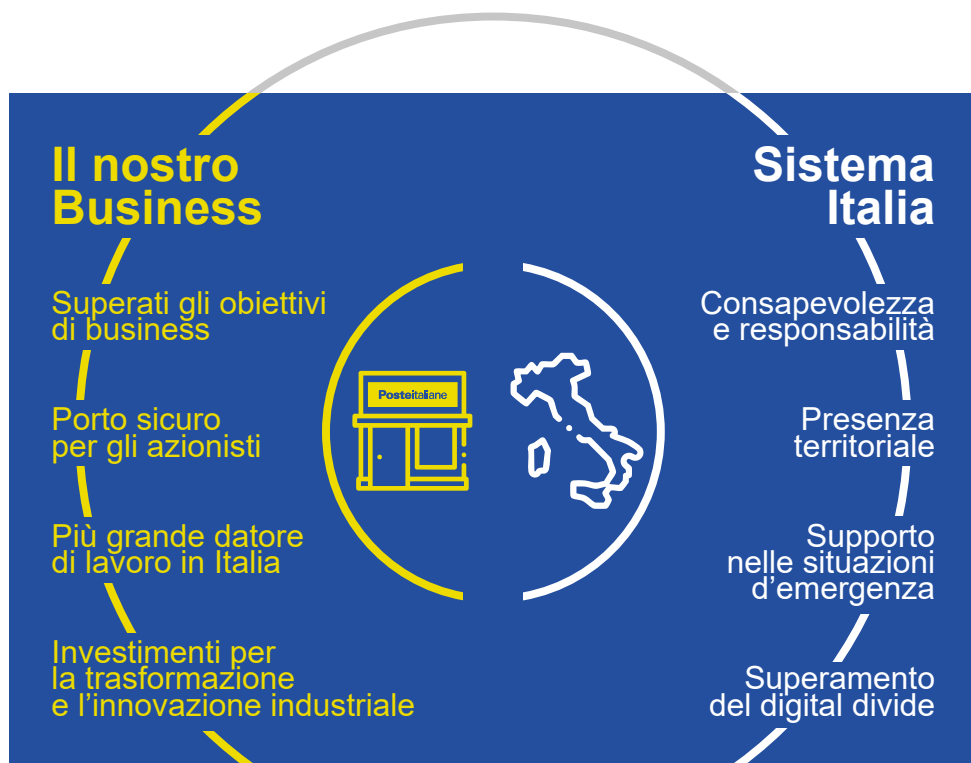 Il nostro
Business
Superati gli obiettivi
di business
Porto sicuro
per gli azionisti
Più grande datore
di lavoro in Italia
Investimenti per
la trasformazione
e l’innovazione industriale
Posteitaliane
Sistema
Italia
Consapevolezza
e responsabilità
Presenza
territoriale
Supporto
nelle situazioni
d’emergenza
Superamento
del digital divide